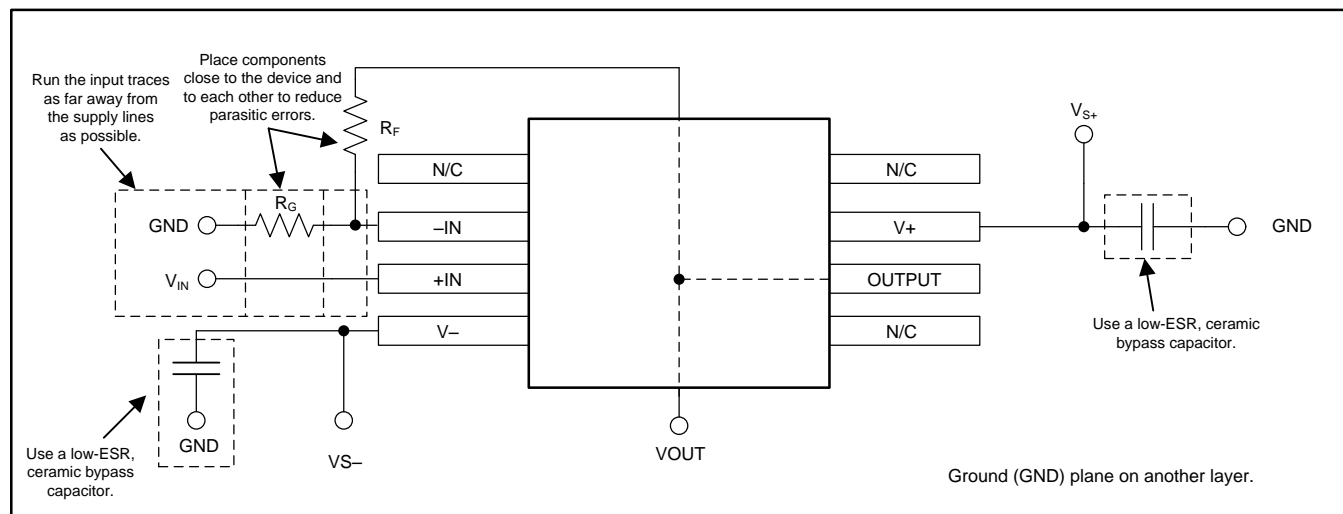 Run the input traces
as far away from
the supply lines
as possible.
Place components
close to the device and
to each other to reduce
parasitic errors.
RF
RG
GND
VIN
N/C
–IN
+IN
V–
N/C
V+
OUTPUT
N/C
VS+
GND
Use a low-ESR, ceramic
bypass capacitor.
GND
Use a low-ESR,
ceramic bypass
capacitor.
VS–
VOUT
Ground (GND) plane on another layer.